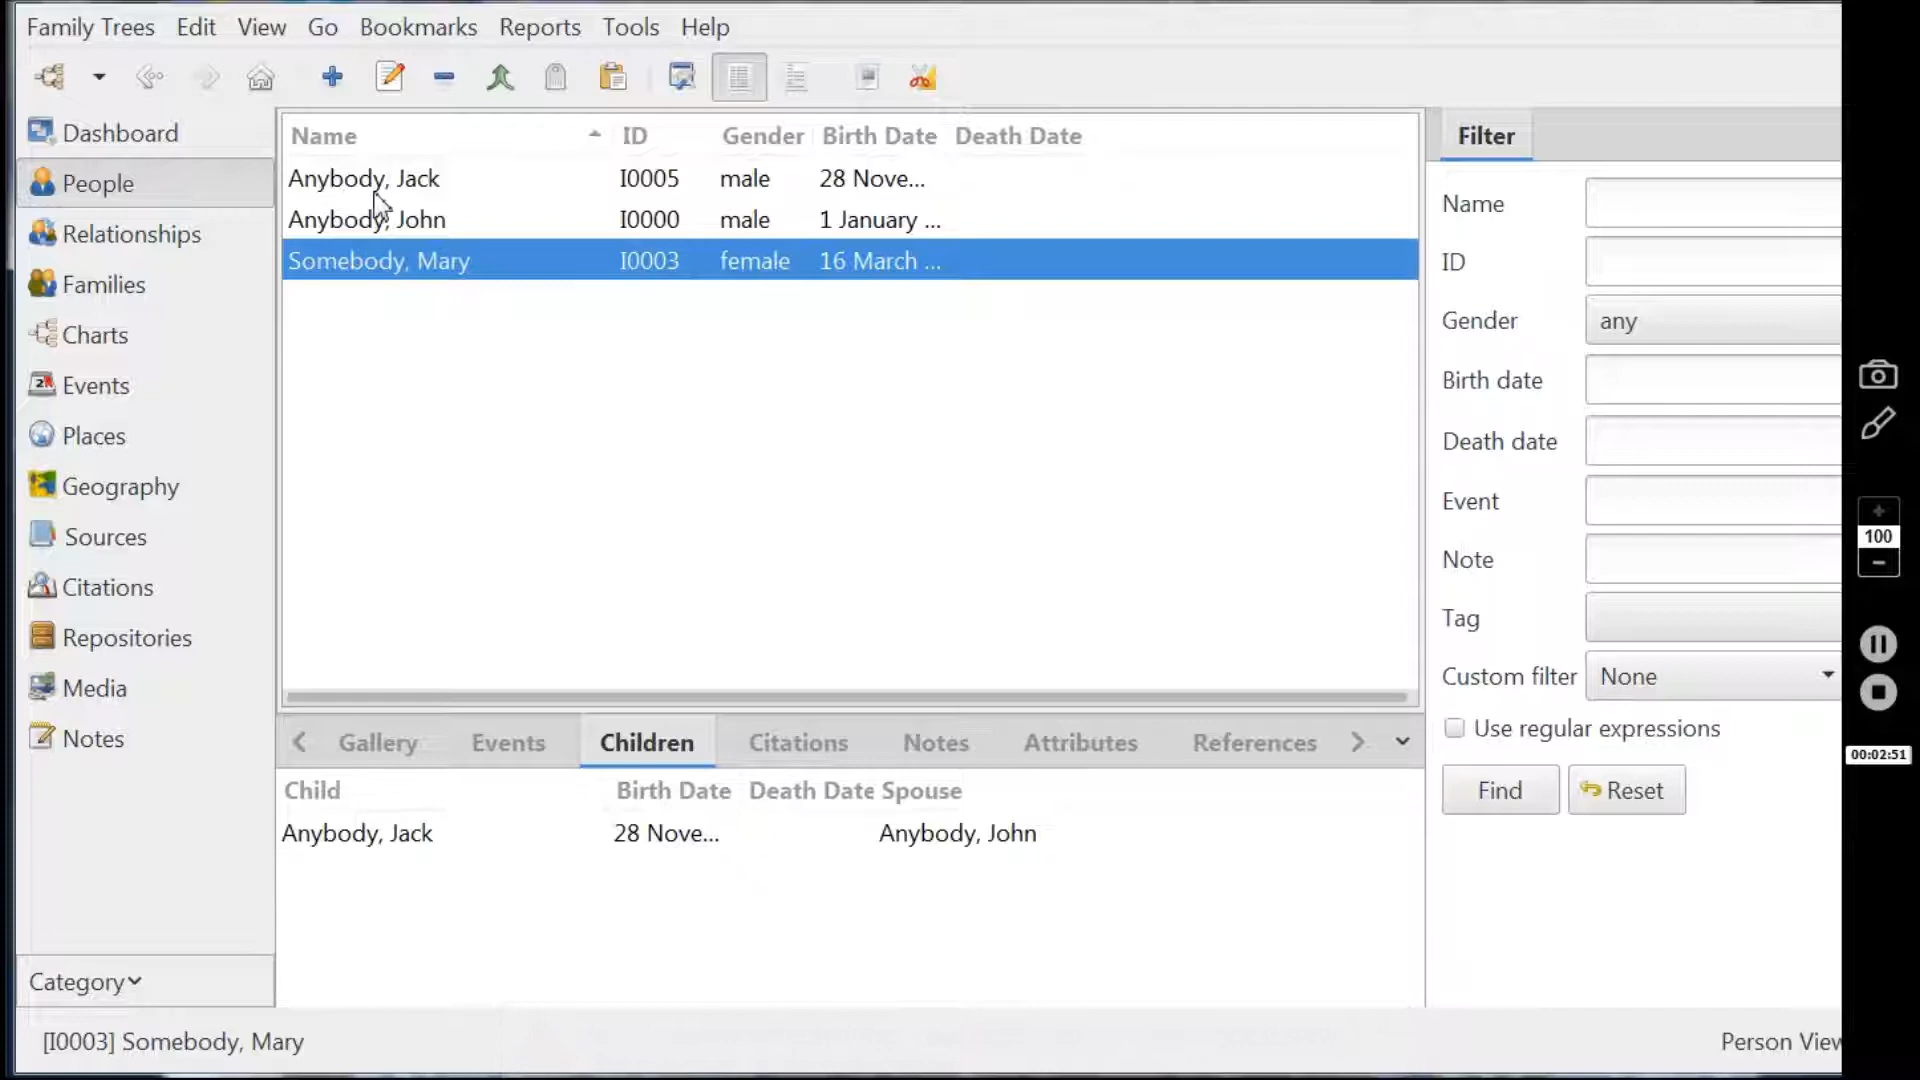 Family Trees Edit View Go Bookmarks Reports Tools Help
Dashboard
People
Relationships
Families
Charts
Events
Places
Geography
Sources
Citations
Repositories
Media
Notes
Category
Name ID Gender Birth Date Death Date
Anybody, Jack I0005 male 28 Nove...
Anybody, John I0000 male 1 January ...
Somebody, Mary I0003 female 16 March ...
Gallery Events Children Citations Notes Attributes References
Child Birth Date Death Date Spouse
Anybody, Jack 28 Nove... Anybody, John
Filter
Name
ID
Gender any
Birth date
Death date
Event
Note
Tag
Custom filter None
Use regular expressions
Find Reset
100
00:02:51
[I0003] Somebody, Mary
Person View